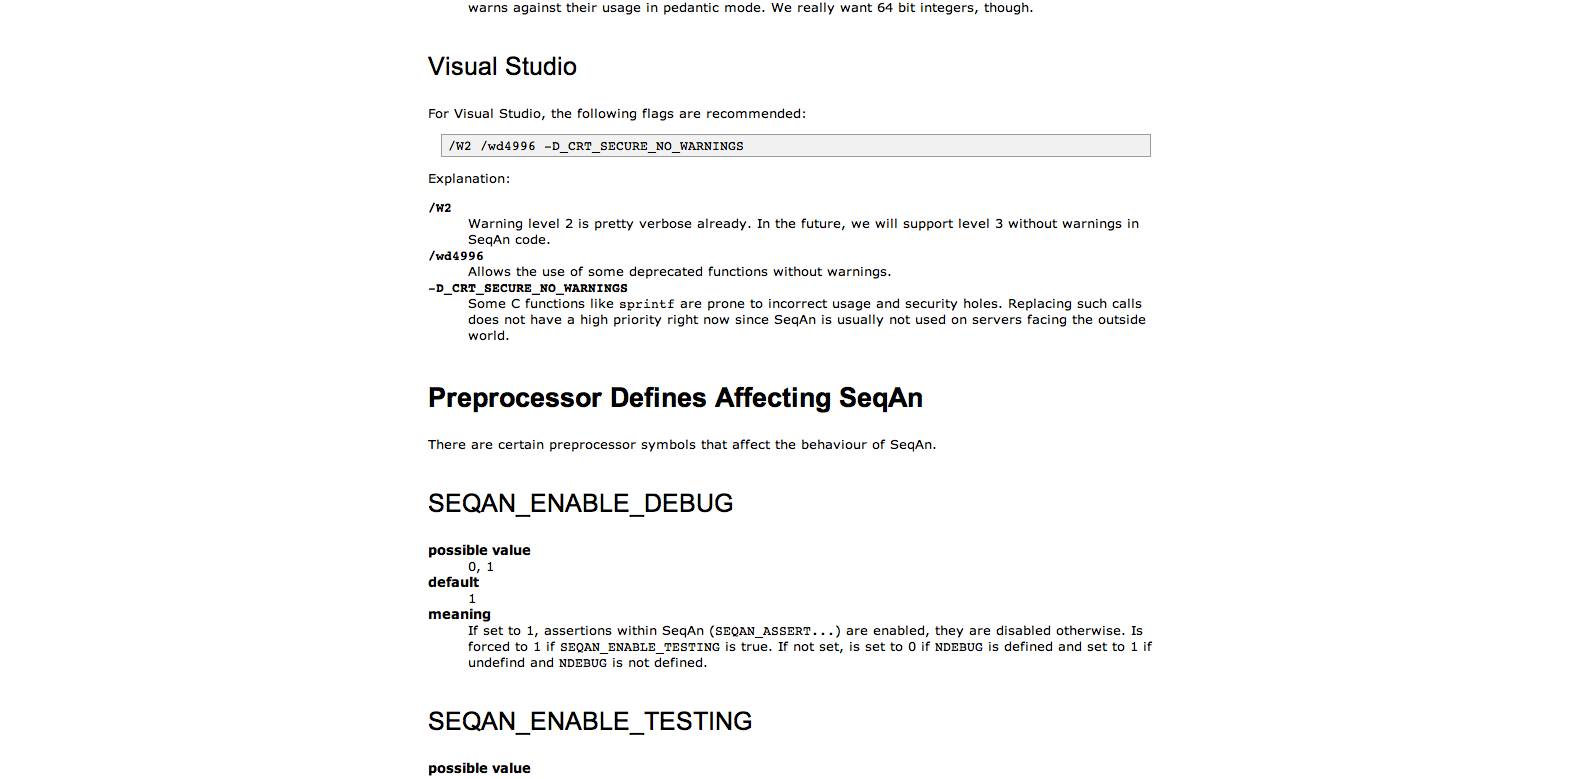 warns against their usage in pedantic mode. We really want 64 bit integers, though.
Visual Studio
For Visual Studio, the following flags are recommended:
/W2 /wd4996 -D_CRT_SECURE_NO_WARNINGS
Explanation:
/W2
Warning level 2 is pretty verbose already. In the future, we will support level 3 without warnings in
SeqAn code.
/wd4996
Allows the use of some deprecated functions without warnings.
-D_CRT_SECURE_NO_WARNINGS
Some C functions like sprintf are prone to incorrect usage and security holes. Replacing such calls
does not have a high priority right now since SeqAn is usually not used on servers facing the outside
world.
Preprocessor Defines Affecting SeqAn
There are certain preprocessor symbols that affect the behaviour of SeqAn.
SEQAN_ENABLE_DEBUG
possible value
0, 1
default
1
meaning
If set to 1, assertions within SeqAn (SEQAN_ASSERT...) are enabled, they are disabled otherwise. Is
forced to 1 if SEQAN_ENABLE_TESTING is true. If not set, is set to 0 if NDEBUG is defined and set to 1 if
undefind and NDEBUG is not defined.
SEQAN_ENABLE_TESTING
possible value